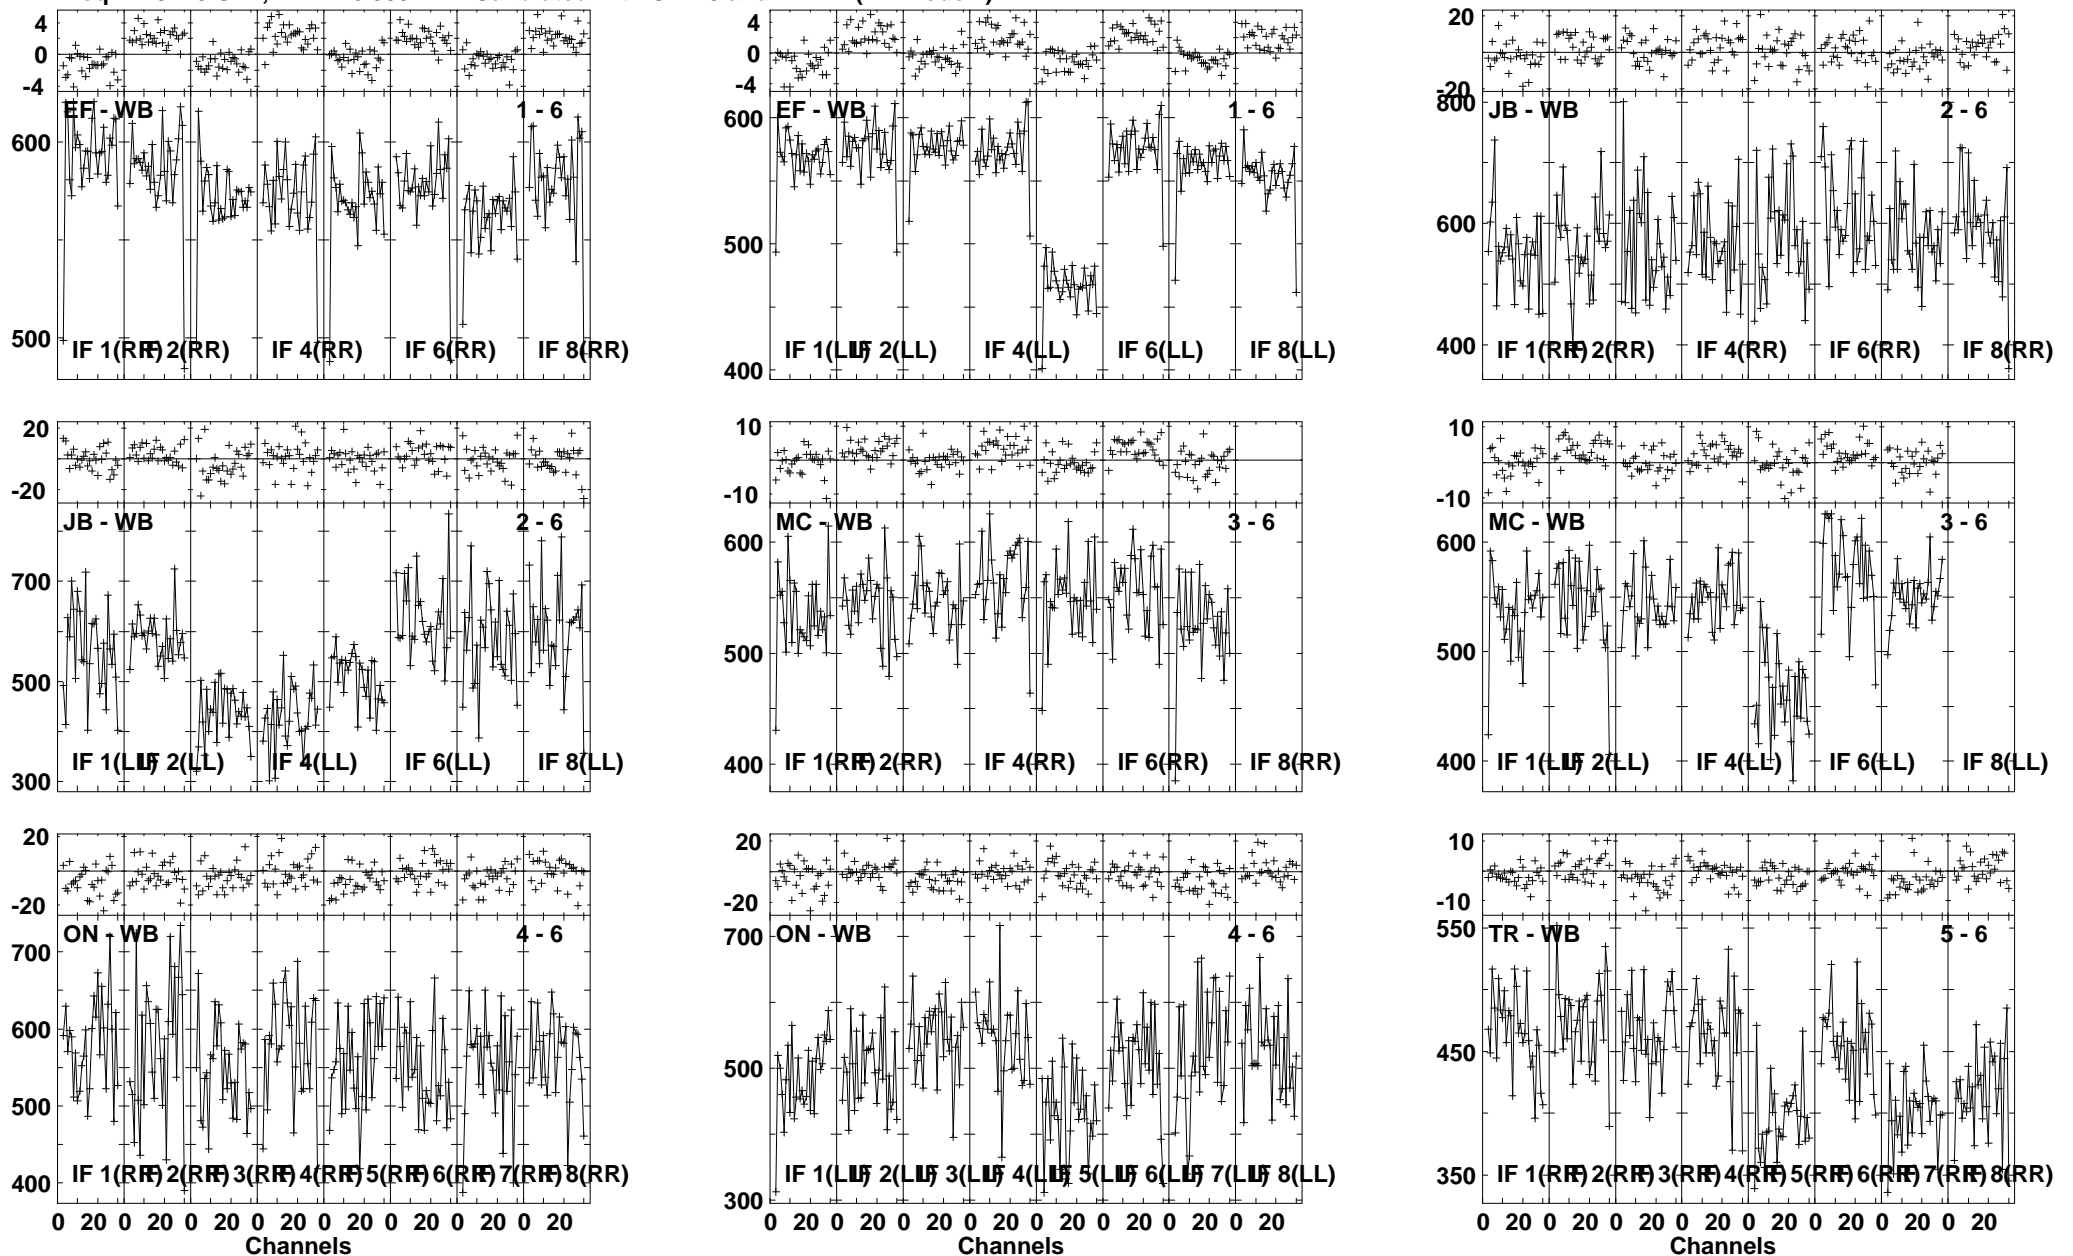 4 4 20
0 0 0
-4 -4 -20
EF - WB 1 - 6 EF - WB 1 - 6 JB - WB 2 - 6
600 600 800
500 500 600
400 400
IF 1(RR) IF 2(RR) IF 4(RR) IF 6(RR) IF 8(RR)
IF 1(LL) IF 2(LL) IF 4(LL) IF 6(LL) IF 8(LL)
IF 1(RR) IF 2(RR) IF 4(RR) IF 6(RR) IF 8(RR)
20 10 10
0 0 0
-20 -10 -10
JB - WB 2 - 6 MC - WB 3 - 6 MC - WB 3 - 6
700 600 600
500 500 500
300 400 400
IF 1(LL) IF 2(LL) IF 4(LL) IF 6(LL) IF 8(LL)
IF 1(RR) IF 2(RR) IF 4(RR) IF 6(RR) IF 8(RR)
IF 1(LL) IF 2(LL) IF 4(LL) IF 6(LL) IF 8(LL)
20 20 10
0 0 0
-20 -20 -10
ON - WB 4 - 6 ON - WB 4 - 6 TR - WB 5 - 6
700 700 550
600 500 450
500 300 350
400
IF 1(RR) IF 2(RR) IF 3(RR) IF 4(RR) IF 5(RR) IF 6(RR) IF 7(RR) IF 8(RR)
IF 1(LL) IF 2(LL) IF 3(LL) IF 4(LL) IF 5(LL) IF 6(LL) IF 7(LL) IF 8(LL)
IF 1(RR) IF 2(RR) IF 3(RR) IF 4(RR) IF 5(RR) IF 6(RR) IF 7(RR) IF 8(RR)
0 20 0 20 0 20 0 20 0 20 0 20 0 20 0 20
0 20 0 20 0 20 0 20 0 20 0 20 0 20 0 20
0 20 0 20 0 20 0 20 0 20 0 20 0 20 0 20
Channels Channels Channels